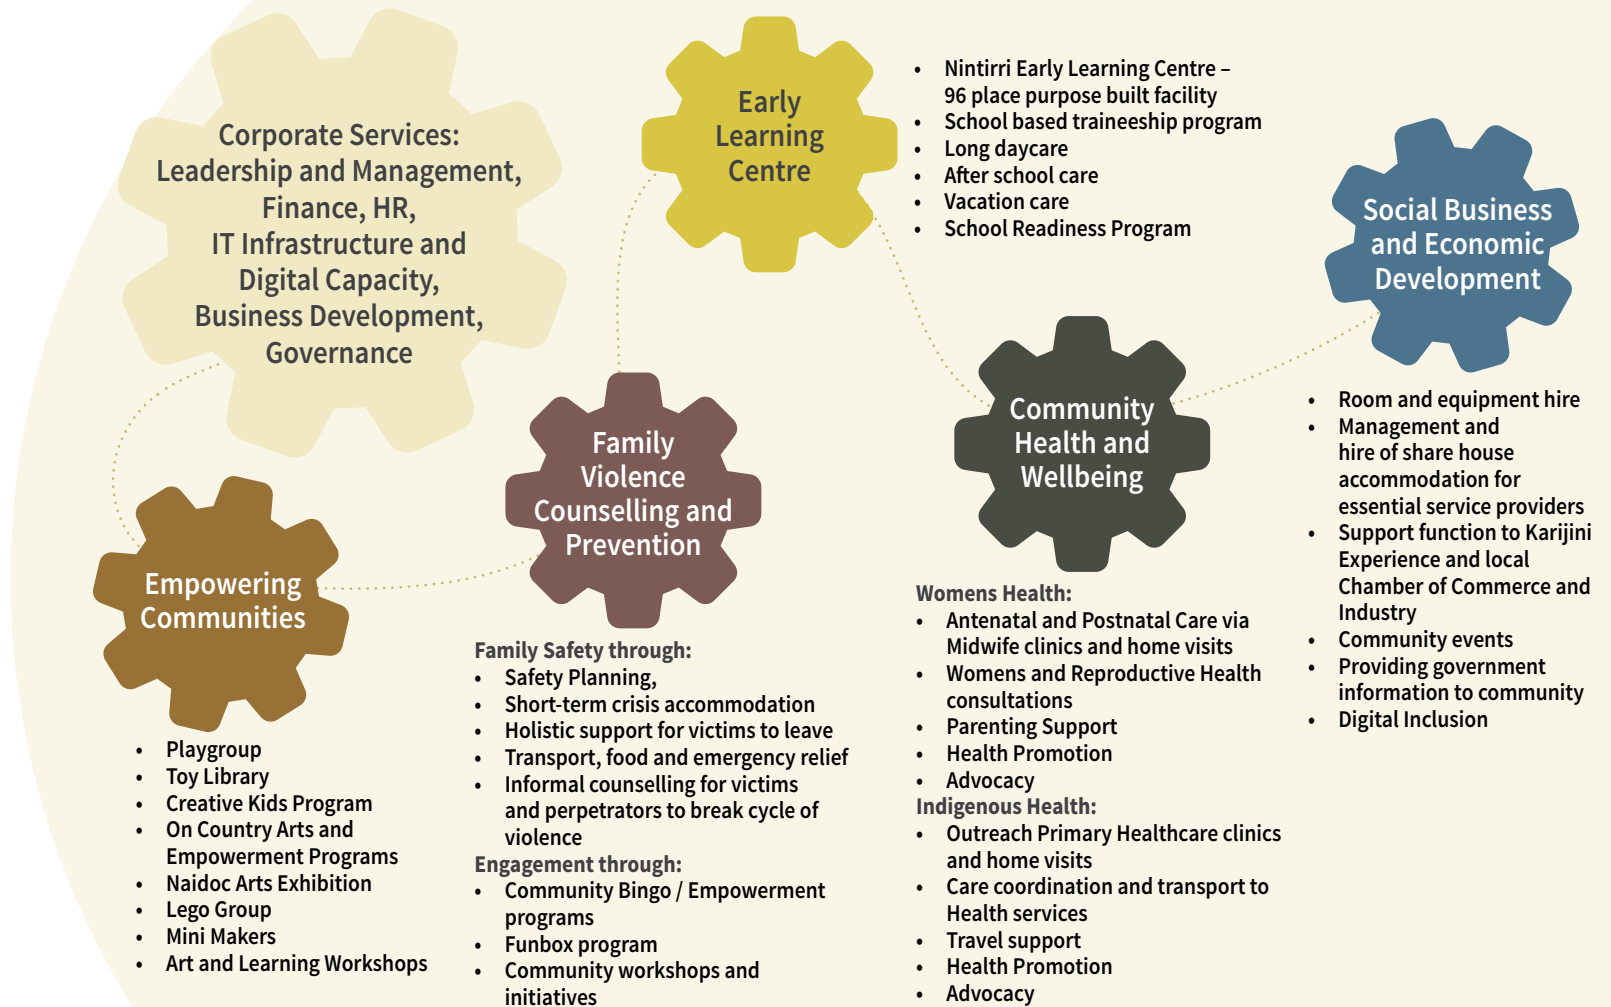 Corporate Services:
Leadership and Management,
Finance, HR,
IT Infrastructure and
Digital Capacity,
Business Development,
Governance
Empowering
Communities
• Playgroup
• Toy Library
• Creative Kids Program
• On Country Arts and
Empowerment Programs
• Naidoc Arts Exhibition
• Lego Group
• Mini Makers
• Art and Learning Workshops
Family
Violence
Counselling and
Prevention
Family Safety through:
• Safety Planning,
• Short-term crisis accommodation
• Holistic support for victims to leave
• Transport, food and emergency relief
• Informal counselling for victims
and perpetrators to break cycle of
violence
Engagement through:
• Community Bingo / Empowerment
programs
• Funbox program
• Community workshops and
initiatives
Early
Learning
Centre
• Nintirri Early Learning Centre –
96 place purpose built facility
• School based traineeship program
• Long daycare
• After school care
• Vacation care
• School Readiness Program
Community
Health and
Wellbeing
Womens Health:
• Antenatal and Postnatal Care via
Midwife clinics and home visits
• Womens and Reproductive Health
consultations
• Parenting Support
• Health Promotion
• Advocacy
Indigenous Health:
• Outreach Primary Healthcare clinics
and home visits
• Care coordination and transport to
Health services
• Travel support
• Health Promotion
• Advocacy
Social Business
and Economic
Development
• Room and equipment hire
• Management and
hire of share house
accommodation for
essential service providers
• Support function to Karijini
Experience and local
Chamber of Commerce and
Industry
• Community events
• Providing government
information to community
• Digital Inclusion